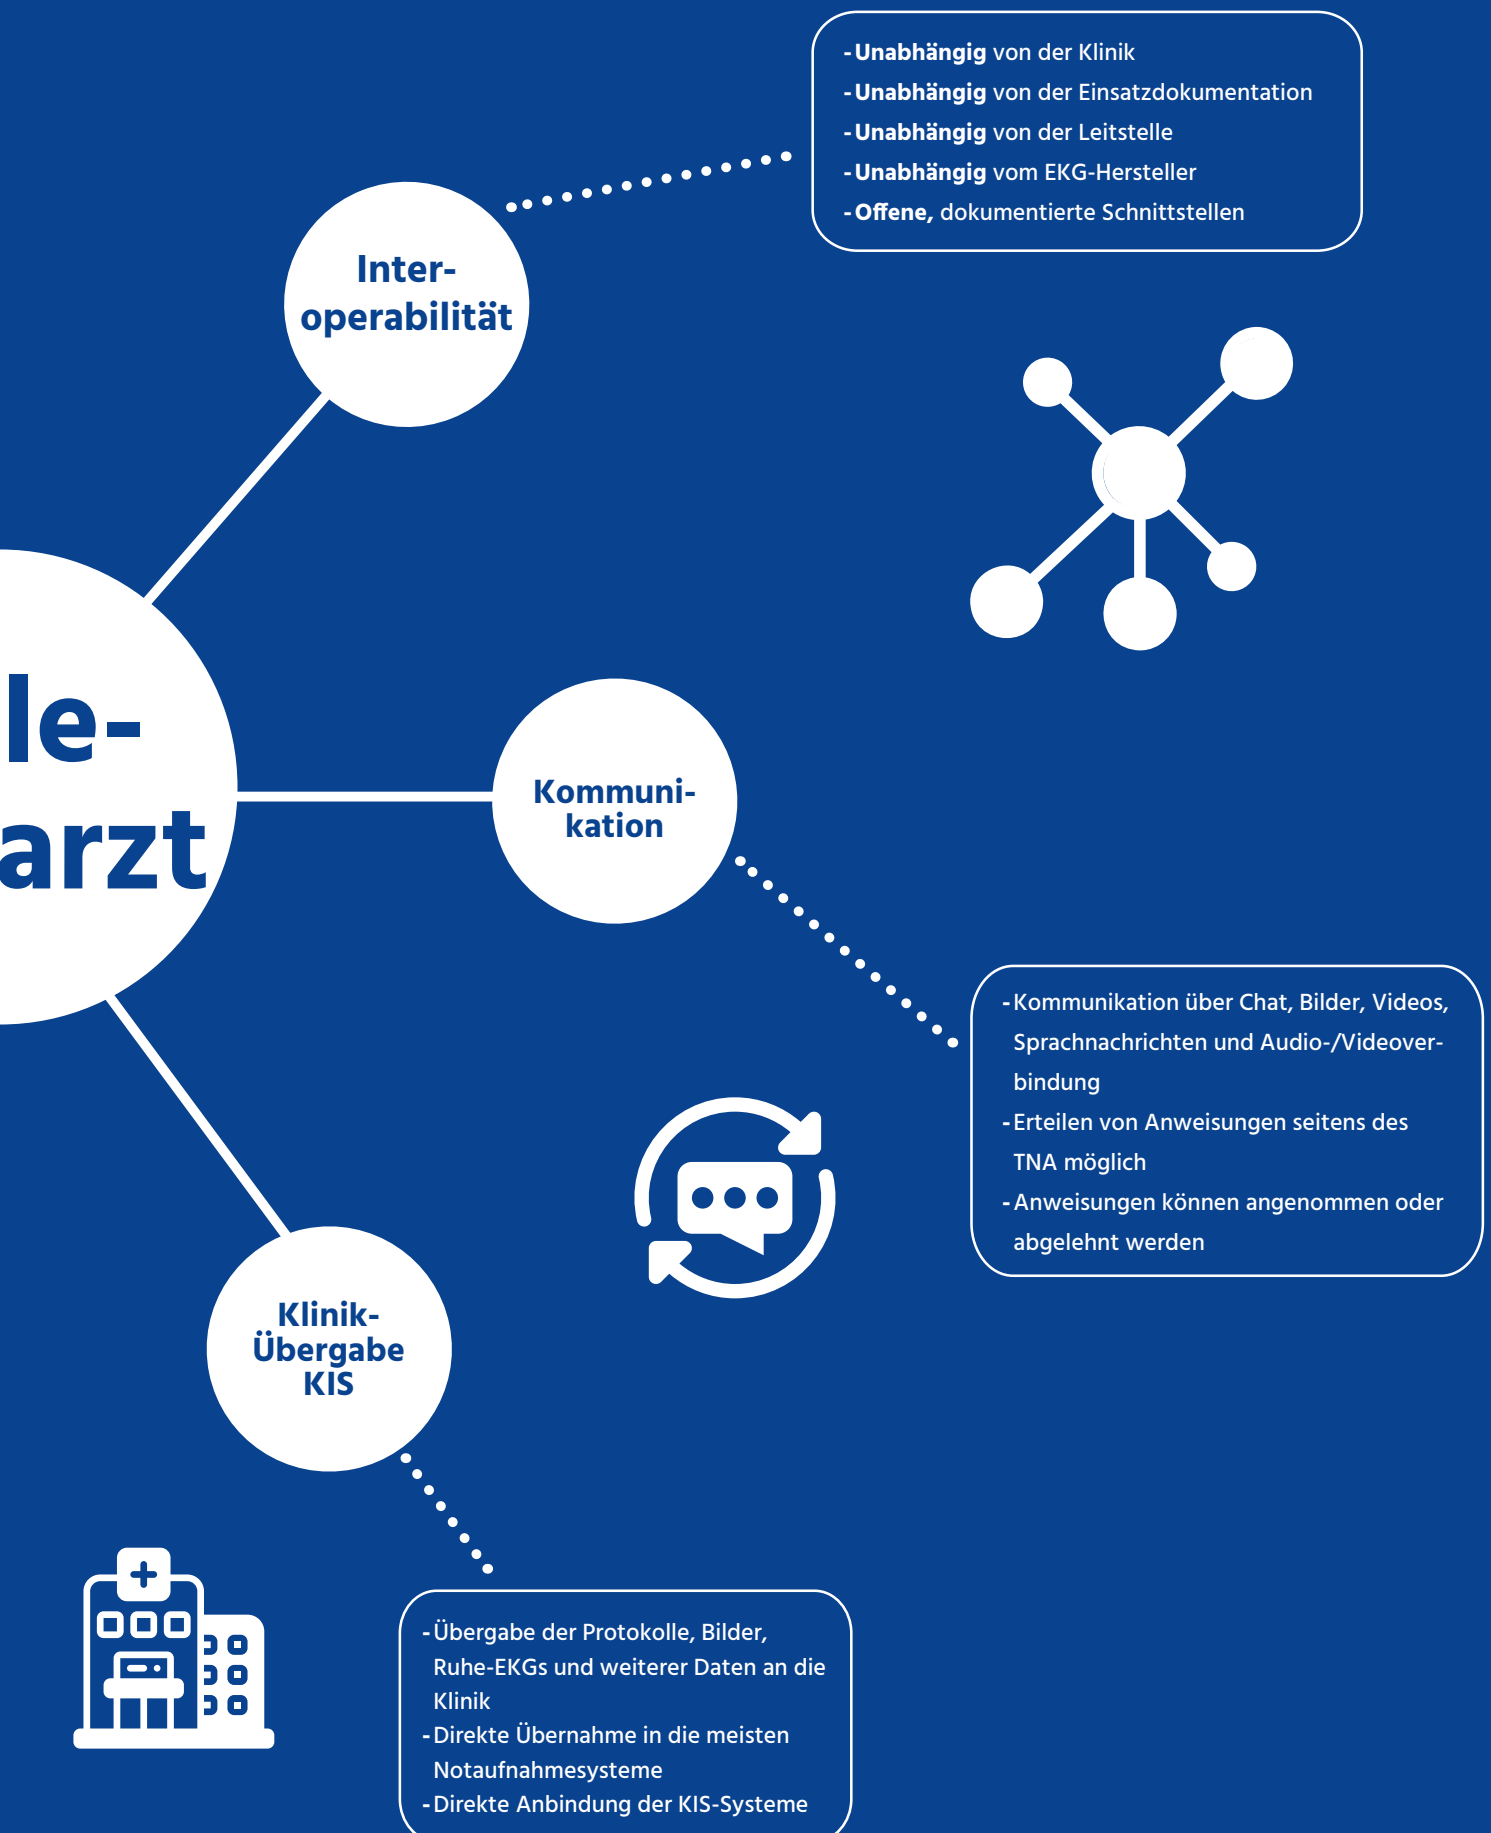 - Unabhängig von der Klinik
- Unabhängig von der Einsatzdokumentation
- Unabhängig von der Leitstelle
- Unabhängig vom EKG-Hersteller
- Offene, dokumentierte Schnittstellen
Inter-
operabilität
le-
arzt
Kommuni-
kation
- Kommunikation über Chat, Bilder, Videos,
Sprachnachrichten und Audio-/Videover-
bindung
- Erteilen von Anweisungen seitens des
TNA möglich
- Anweisungen können angenommen oder
abgelehnt werden
Klinik-
Übergabe
KIS
- Übergabe der Protokolle, Bilder,
Ruhe-EKGs und weiterer Daten an die
Klinik
- Direkte Übernahme in die meisten
Notaufnahmesysteme
- Direkte Anbindung der KIS-Systeme